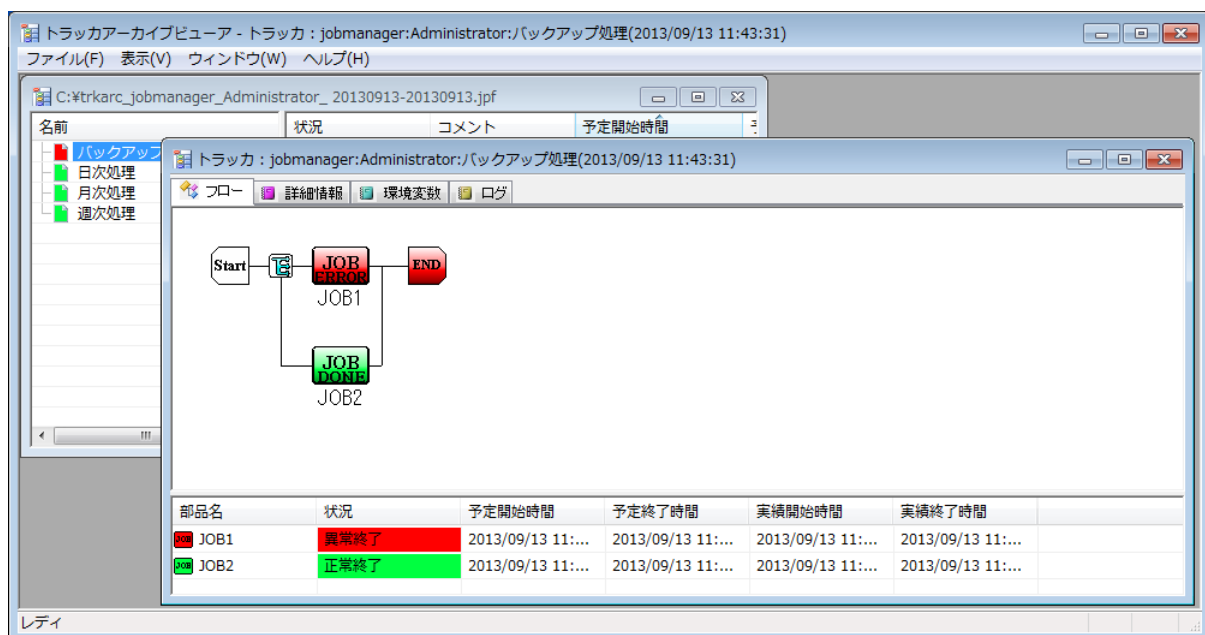 トラッカアーカイブビューア - トラッカ : jobmanager:Administrator:バックアップ処理(2013/09/13 11:43:31)
ファイル(F) 表示(V) ウィンドウ(W) ヘルプ(H)
C:¥trkarc_jobmanager_Administrator_ 20130913-20130913.jpf
名前 状況 コメント 予定開始時間
バックアップ
日次処理
月次処理
週次処理
トラッカ : jobmanager:Administrator:バックアップ処理(2013/09/13 11:43:31)
フロー 詳細情報 環境変数 ログ
Start
JOB
ERROR
JOB1
END
JOB
DONE
JOB2
部品名 状況 予定開始時間 予定終了時間 実績開始時間 実績終了時間
JOB JOB1 異常終了 2013/09/13 11:... 2013/09/13 11:... 2013/09/13 11:... 2013/09/13 11:...
JOB JOB2 正常終了 2013/09/13 11:... 2013/09/13 11:... 2013/09/13 11:... 2013/09/13 11:...
レディ